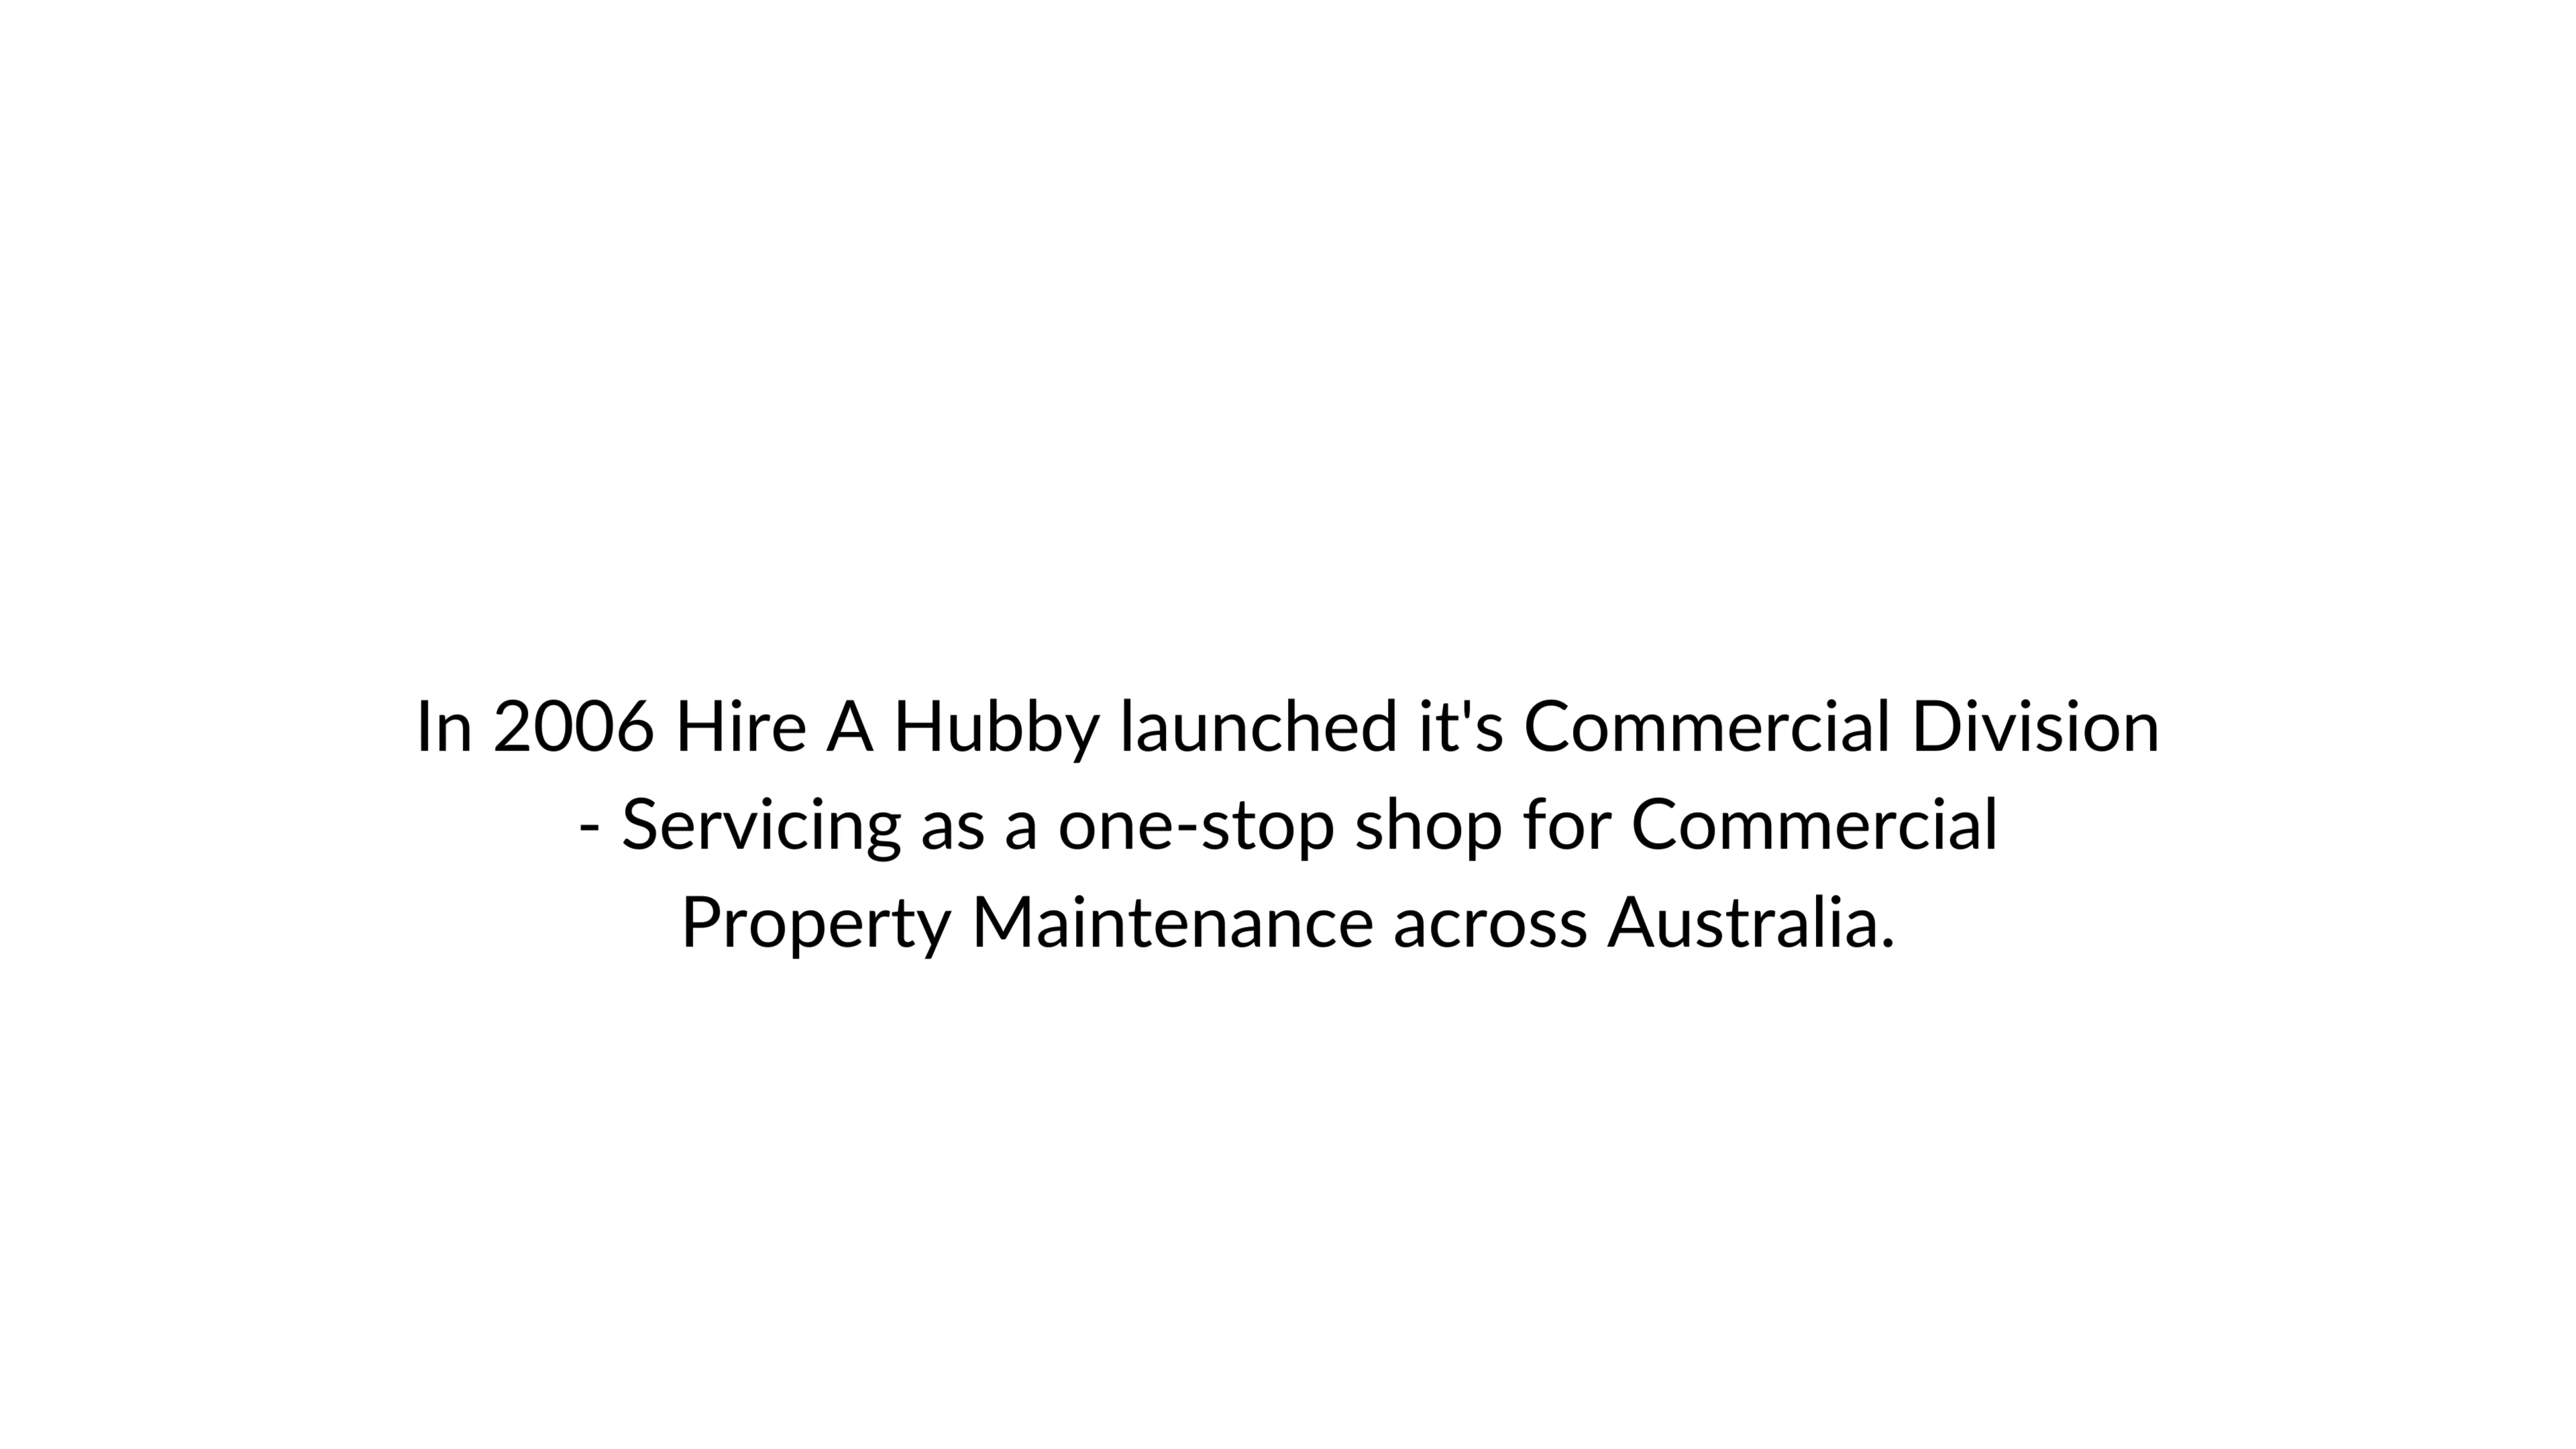 In 2006 Hire A Hubby launched it's Commercial Division
- Servicing as a one-stop shop for Commercial
Property Maintenance across Australia.